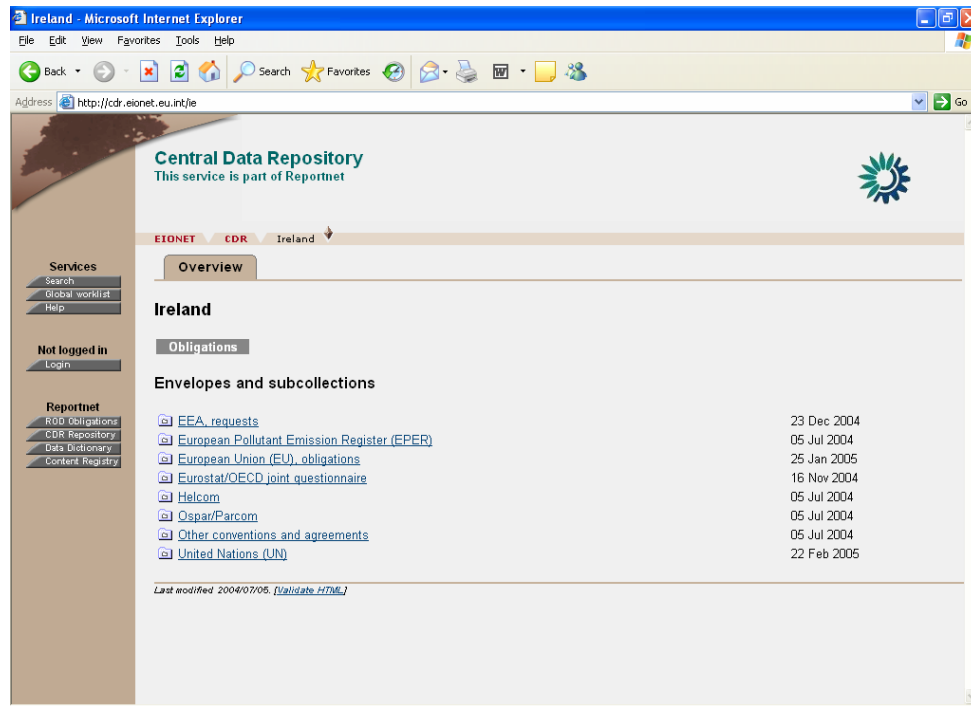 Ireland - Microsoft Internet Explorer
File Edit View Favorites Tools Help
Back Search Favorites
Address http://cdr.eionet.eu.int/ie Go
Central Data Repository
This service is part of Reportnet
EIONET CDR Ireland
Services
Search
Global worklist
Help
Not logged in
Login
Reportnet
ROD Obligations
CDR Repository
Data Dictionary
Content Registry
Overview
Ireland
Obligations
Envelopes and subcollections
EEA, requests 23 Dec 2004
European Pollutant Emission Register (EPER) 05 Jul 2004
European Union (EU), obligations 25 Jan 2005
Eurostat/OECD joint questionnaire 16 Nov 2004
Helcom 05 Jul 2004
Ospar/Parcom 05 Jul 2004
Other conventions and agreements 05 Jul 2004
United Nations (UN) 22 Feb 2005
Last modified 2004/07/05. [Validate HTML]